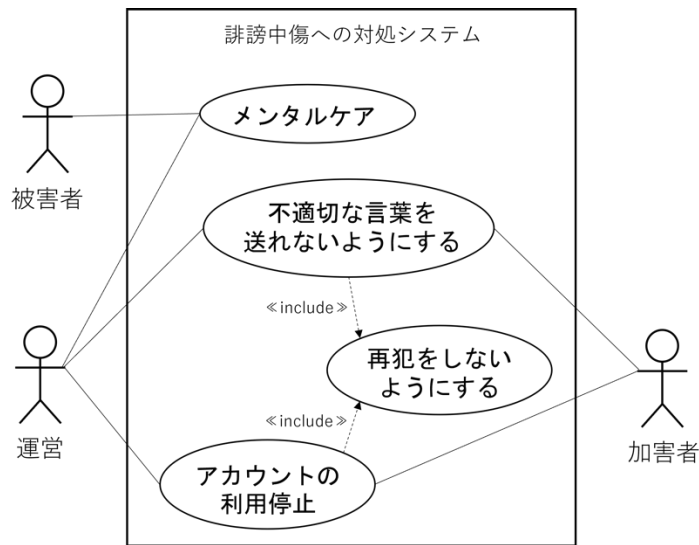 誹謗中傷への対処システム
メンタルケア
被害者
不適切な言葉を
送れないようにする
≪include≫
再犯をしない
ようにする
≪include≫
運営
加害者
アカウントの
利用停止